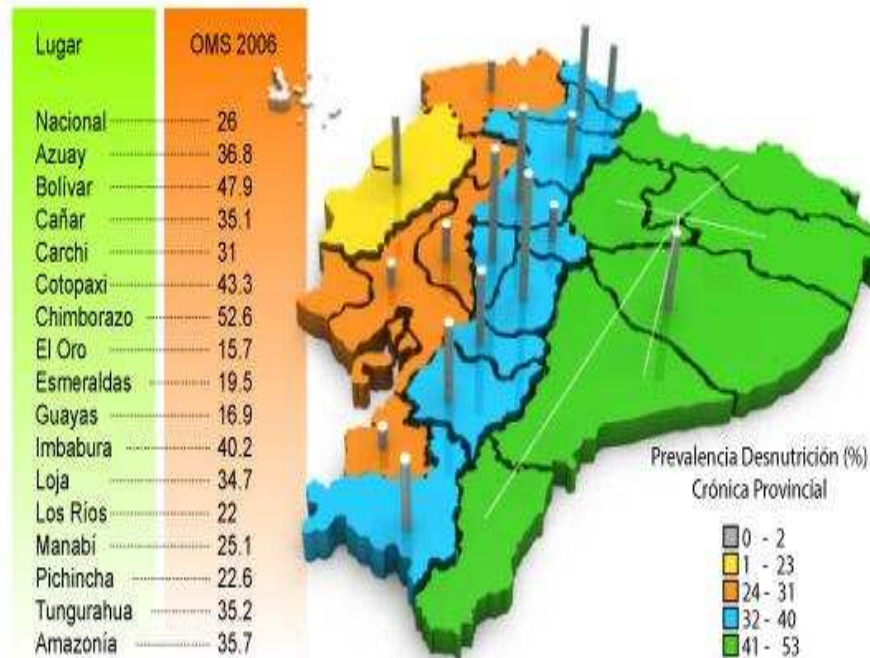 Lugar OMS 2006
Nacional 26
Azuay 36.8
Bolivar 47.9
Cañar 35.1
Carchi 31
Cotopaxi 43.3
Chimborazo 52.6
El Oro 15.7
Esmeraldas 19.5
Guayas 16.9
Imbabura 40.2
Loja 34.7
Los Ríos 22
Manabí 25.1
Pichincha 22.6
Tungurahua 35.2
Amazonía 35.7
Prevalencia Desnutrición (%)
Crónica Provincial
0 - 2
1 - 23
24 - 31
32 - 40
41 - 53